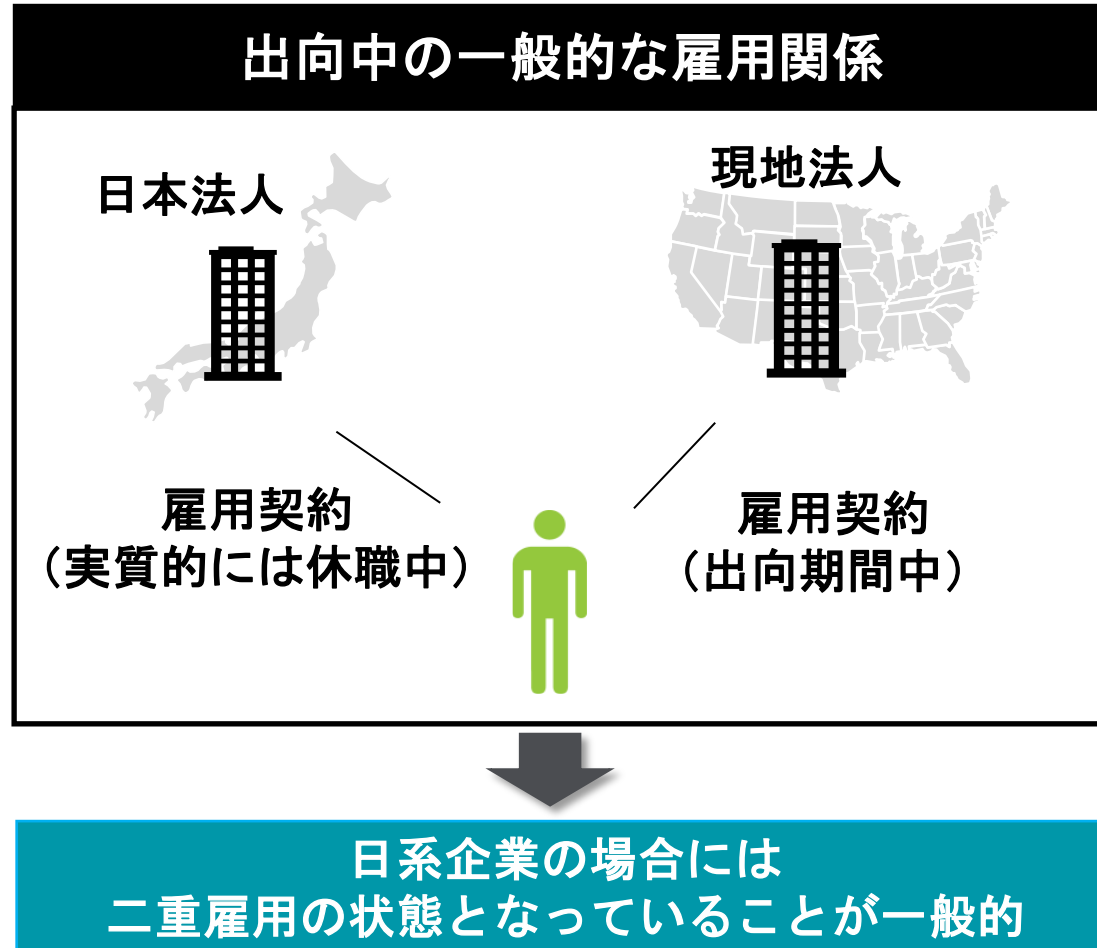 出向中の一般的な雇用関係
日本法人
現地法人
雇用契約
（実質的には休職中）
雇用契約
（出向期間中）
日系企業の場合には
二重雇用の状態となっていることが一般的